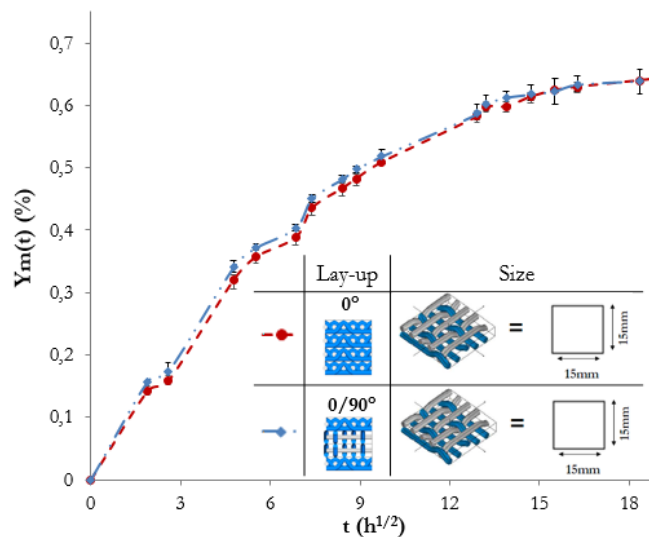 Ym(t) (%)
0,7
0,6
0,5
0,4
0,3
0,2
0,1
0
0 3 6 9 12 15 18
t (h1/2)
Lay-up Size
0°
=
15mm
15mm
0/90°
=
15mm
15mm